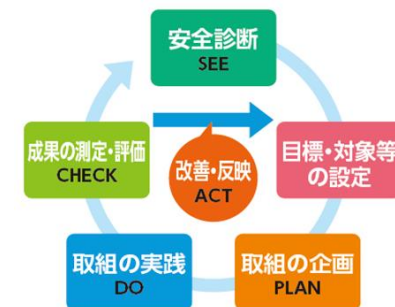 安全診断
SEE
成果の測定・評価
CHECK
改善・反映
ACT
目標・対象等
の設定
取組の実践
DO
取組の企画
PLAN